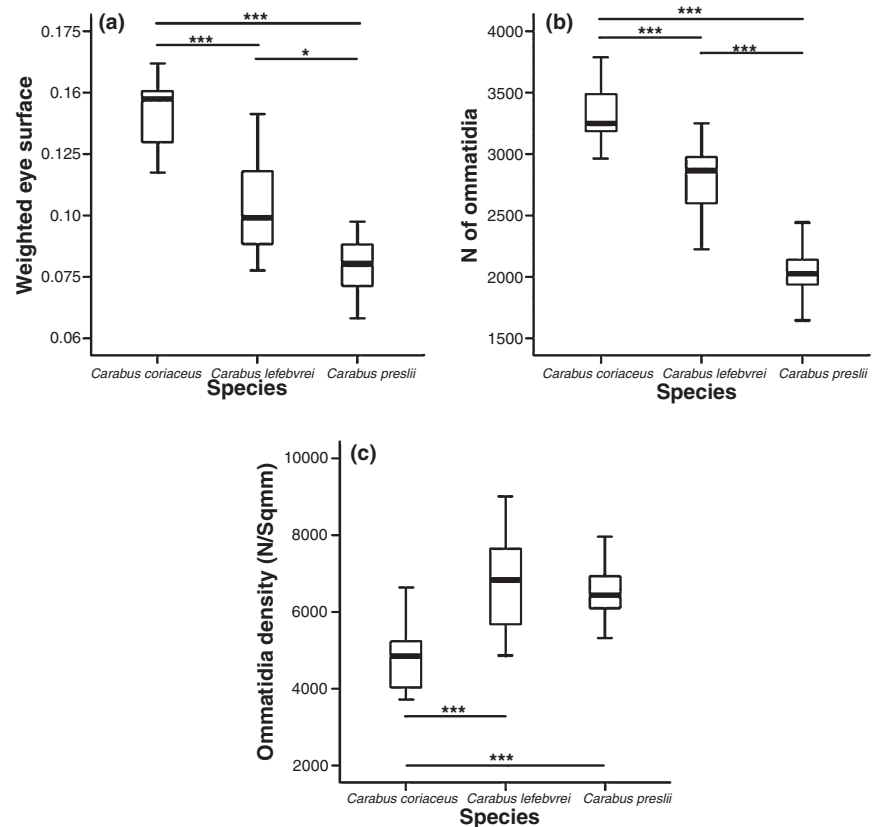 (a)
***
***
*
0.175
0.16
0.125
0.10
0.075
0.06
Weighted eye surface
Carabus coriaceus
Carabus lefebvrei
Carabus preslii
Species
(b)
***
***
***
4000
3500
3000
2500
2000
1500
N of ommatidia
Carabus coriaceus
Carabus lefebvrei
Carabus preslii
Species
(c)
10000
8000
6000
4000
2000
Ommatidia density (N/Sqmm)
***
***
Carabus coriaceus
Carabus lefebvrei
Carabus preslii
Species